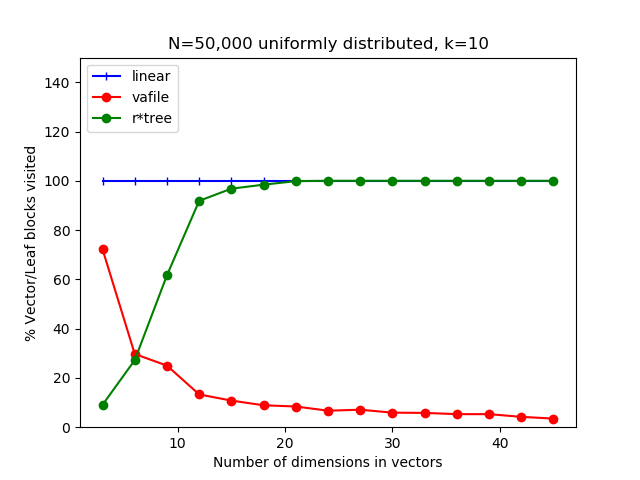 N=50,000 uniformly distributed, k=10
linear
vafile
r*tree
% Vector/Leaf blocks visited
140
120
100
80
60
40
20
0
10
20
30
40
Number of dimensions in vectors